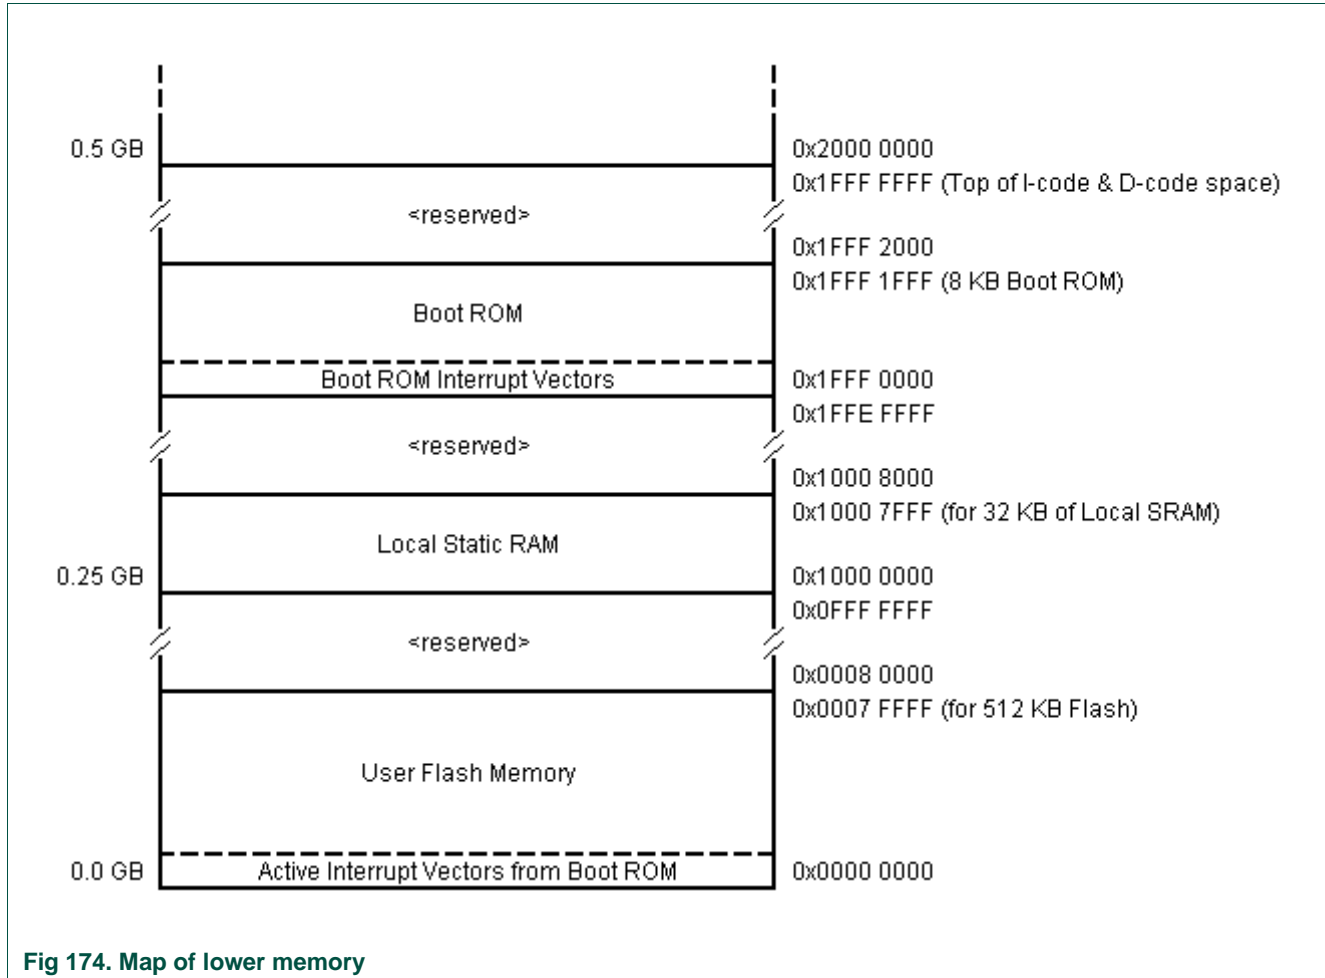 0.5 GB
0x2000 0000
0x1FFF FFFF (Top of I-code & D-code space)
<reserved>
0x1FFF 2000
0x1FFF 1FFF (8 KB Boot ROM)
Boot ROM
Boot ROM Interrupt Vectors
0x1FFF 0000
0x1FFE FFFF
<reserved>
0x1000 8000
0x1000 7FFF (for 32 KB of Local SRAM)
Local Static RAM
0.25 GB
0x1000 0000
0x0FFF FFFF
<reserved>
0x0008 0000
0x0007 FFFF (for 512 KB Flash)
User Flash Memory
0.0 GB
Active Interrupt Vectors from Boot ROM
0x0000 0000
Fig 174. Map of lower memory